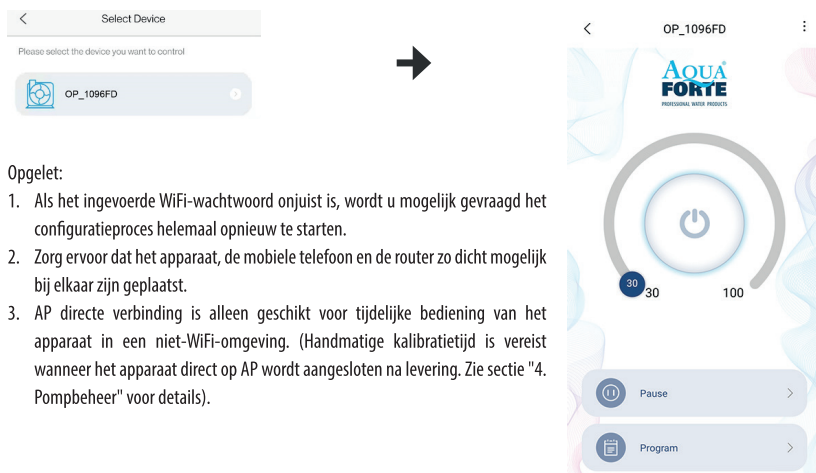 Select Device
Please select the device you want to control
OP_1096FD
Opgelet:
1. Als het ingevoerde WiFi-wachtwoord onjuist is, wordt u mogelijk gevraagd het
configuratieproces helemaal opnieuw te starten.
2. Zorg ervoor dat het apparaat, de mobiele telefoon en de router zo dicht mogelijk
bij elkaar zijn geplaatst.
3. AP directe verbinding is alleen geschikt voor tijdelijke bediening van het
apparaat in een niet-WiFi-omgeving. (Handmatige kalibratietijd is vereist
wanneer het apparaat direct op AP wordt aangesloten na levering. Zie sectie "4.
Pompbeheer" voor details).
OP_1096FD
AQUA®
FORTE
PROFESSIONAL WATER PRODUCTS
30
30 100
Pause
Program